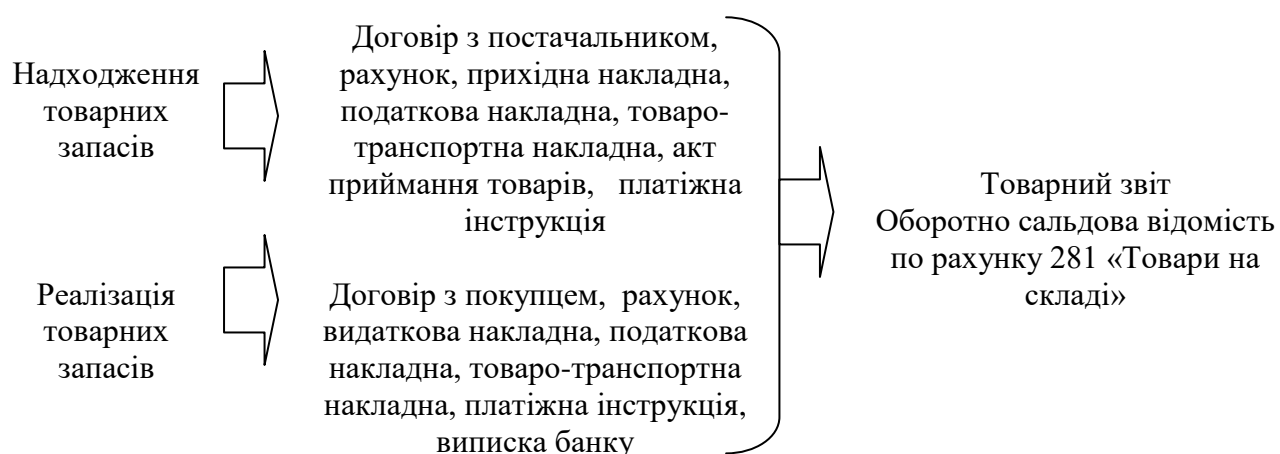 Надходження
товарних
запасів
Договір з постачальником,
рахунок, прихідна накладна,
податкова накладна, товаро-
транспортна накладна, акт
приймання товарів, платіжна
інструкція
Реалізація
товарних
запасів
Договір з покупцем, рахунок,
видаткова накладна, податкова
накладна, товаро-транспортна
накладна, платіжна інструкція,
виписка банку
Товарний звіт
Оборотно сальдова відомість
по рахунку 281 «Товари на
складі»